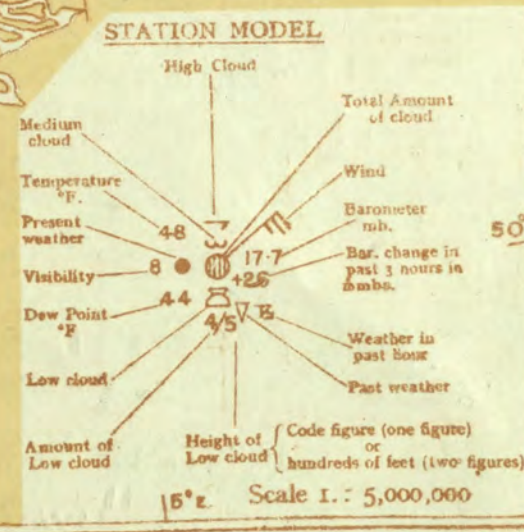 STATION MODEL
High Cloud
Total Amount
of cloud
Medium
cloud
Wind
Temperature
°F.
48
Barometer
mb.
Present
weather
50°
17.7
Bar. change in
past 3 hours in
mbs.
Visibility
8
+26
Dew Point
°F
44
4/5
Weather in
past hour
Low cloud
Past weather
Amount of
Low cloud
Height of
Low cloud
Code figure (one figure)
or
hundreds of feet (two figures)
15°E
Scale 1.: 5,000,000